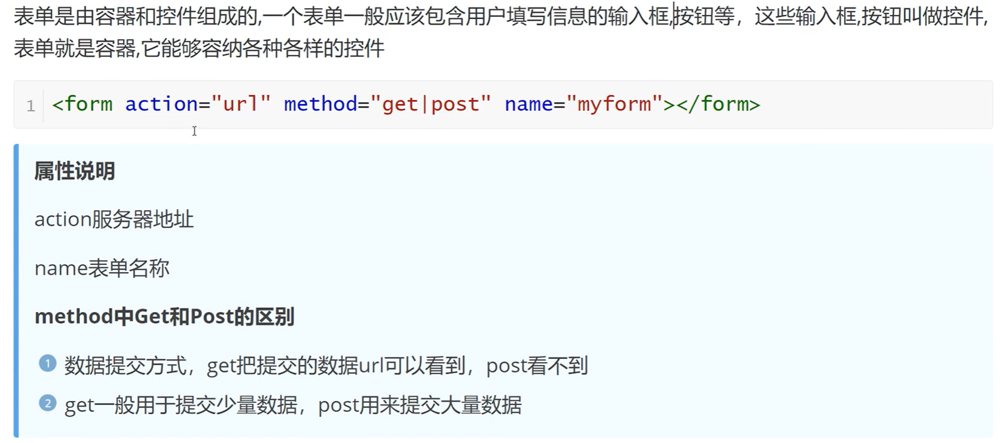 表单是由容器和控件组成的,一个表单一般应该包含用户填写信息的输入框,按钮等，这些输入框,按钮叫做控件,
表单就是容器,它能够容纳各种各样的控件
1 <form action="url" method="get|post" name="myform"></form>
属性说明
action服务器地址
name表单名称
method中Get和Post的区别
1 数据提交方式，get把提交的数据url可以看到，post看不到
2 get一般用于提交少量数据，post用来提交大量数据